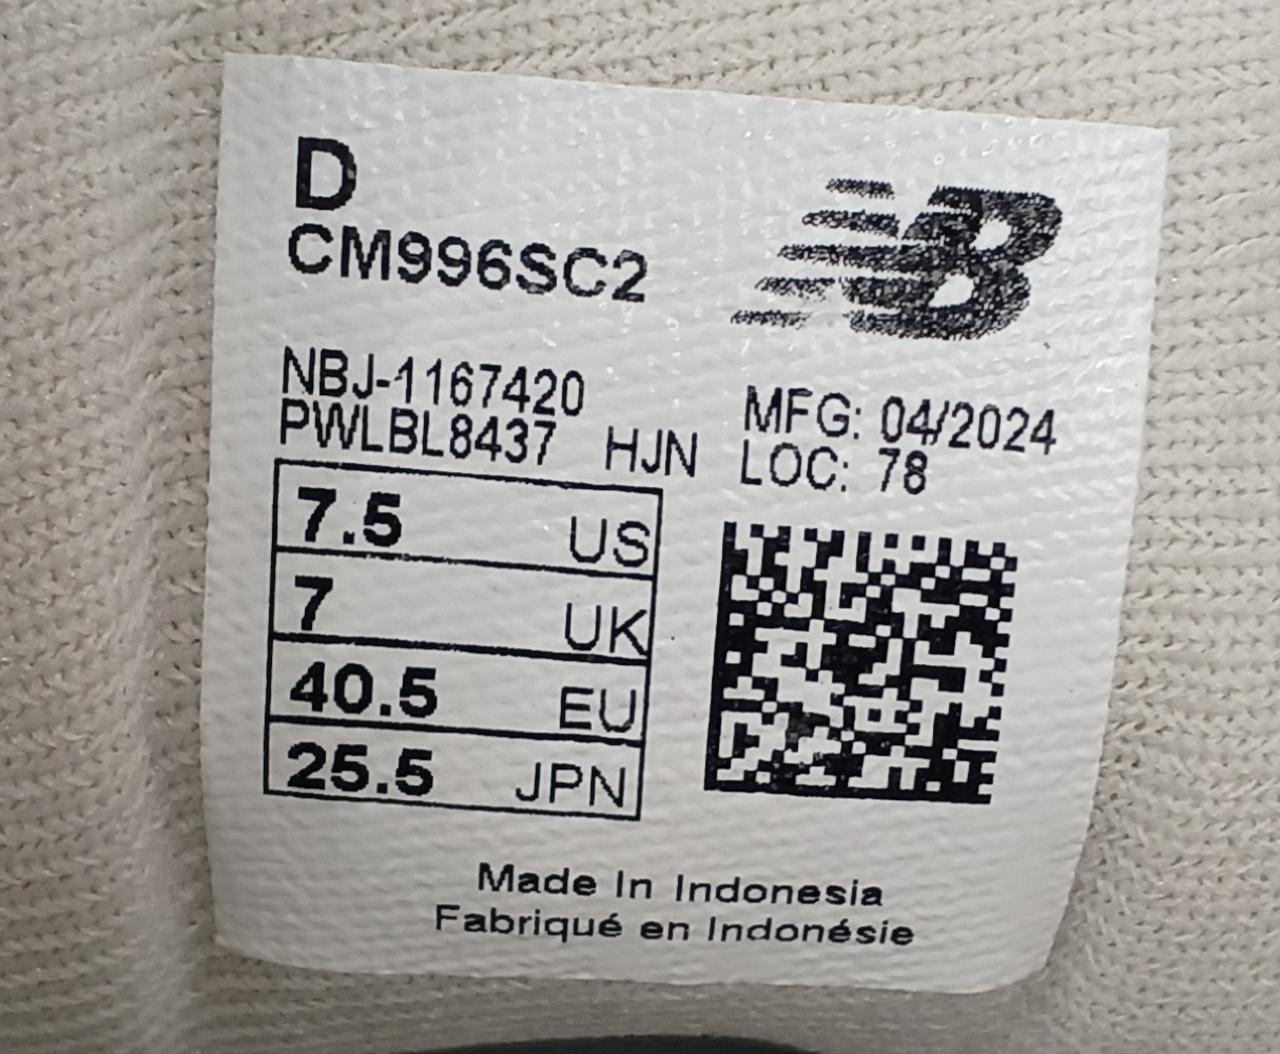 D
CM996SC2
NB
NBJ-1167420
PWLBL8437 HJN
MFG: 04/2024
LOC: 78
7.5 US
7 UK
40.5 EU
25.5 JPN
Made In Indonesia
Fabriqué en Indonésie